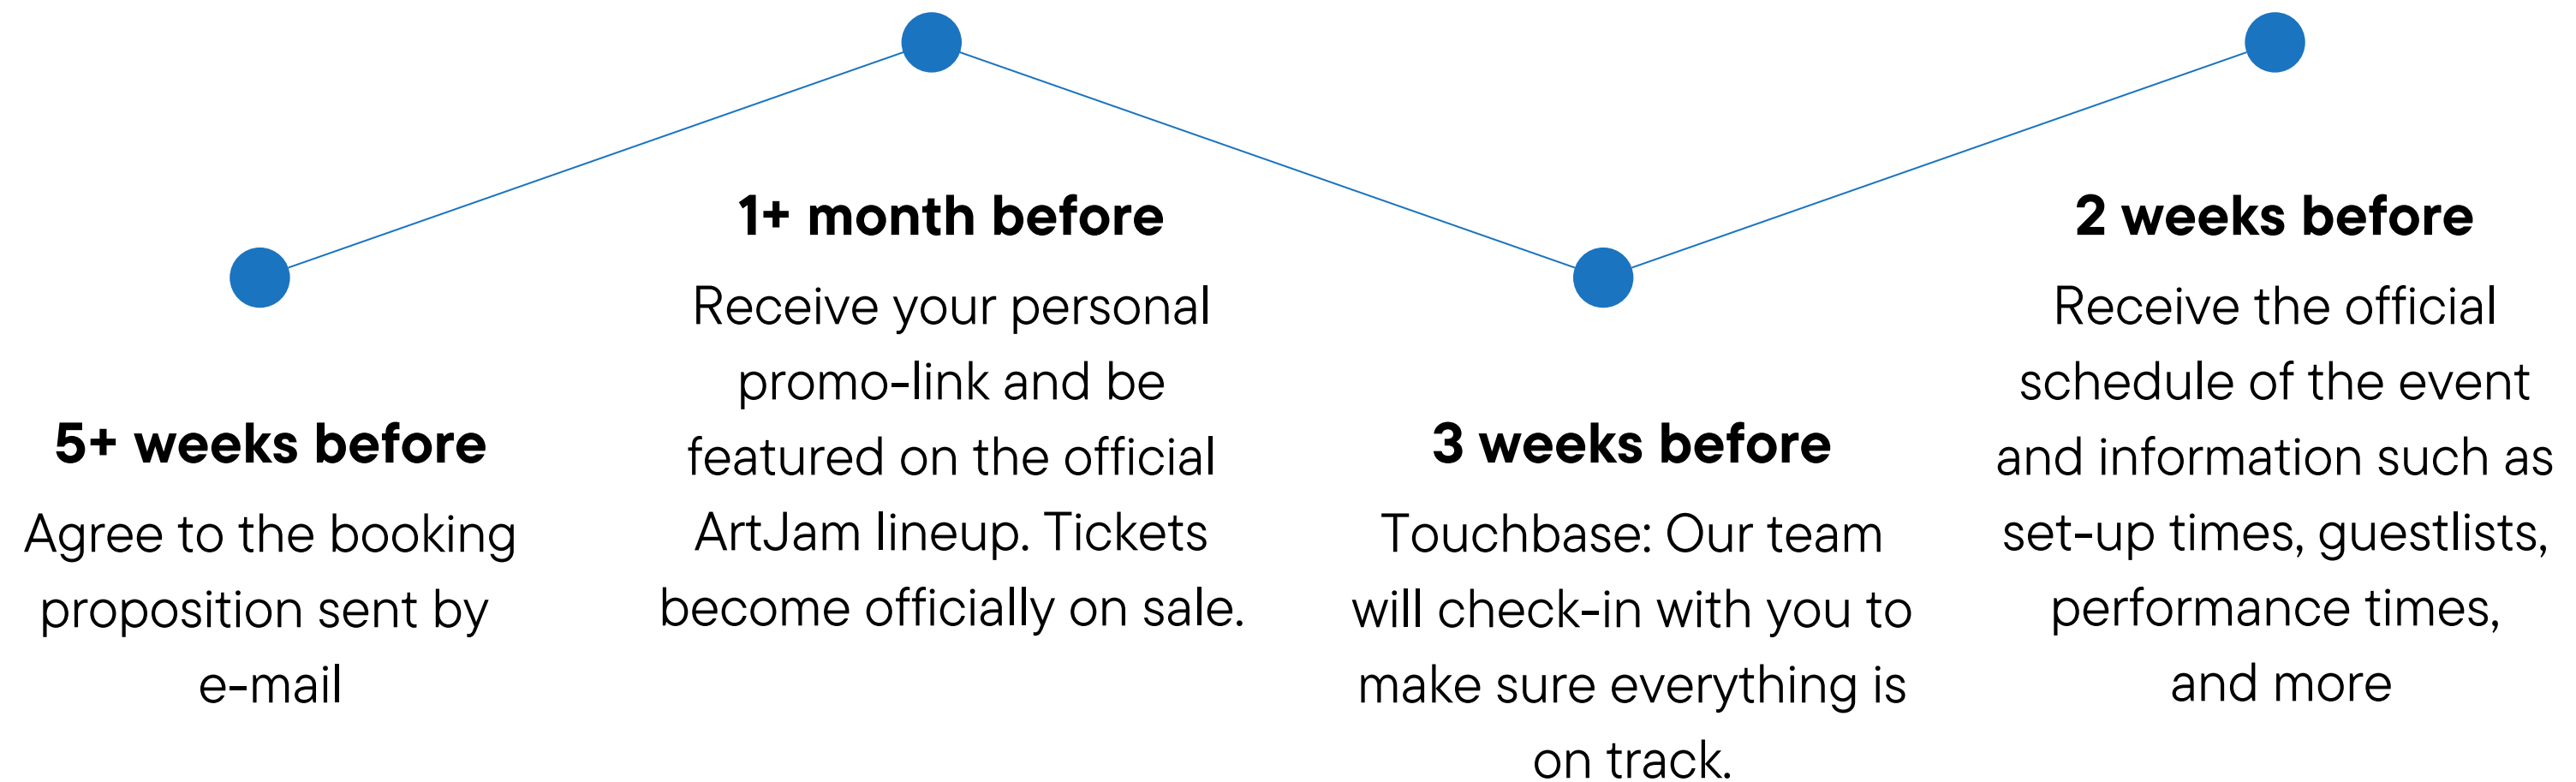 5+ weeks before
Agree to the booking
proposition sent by
e-mail
1+ month before
Receive your personal
promo-link and be
featured on the official
ArtJam lineup. Tickets
become officially on sale.
3 weeks before
Touchbase: Our team
will check-in with you to
make sure everything is
on track.
2 weeks before
Receive the official
schedule of the event
and information such as
set-up times, guestlists,
performance times,
and more